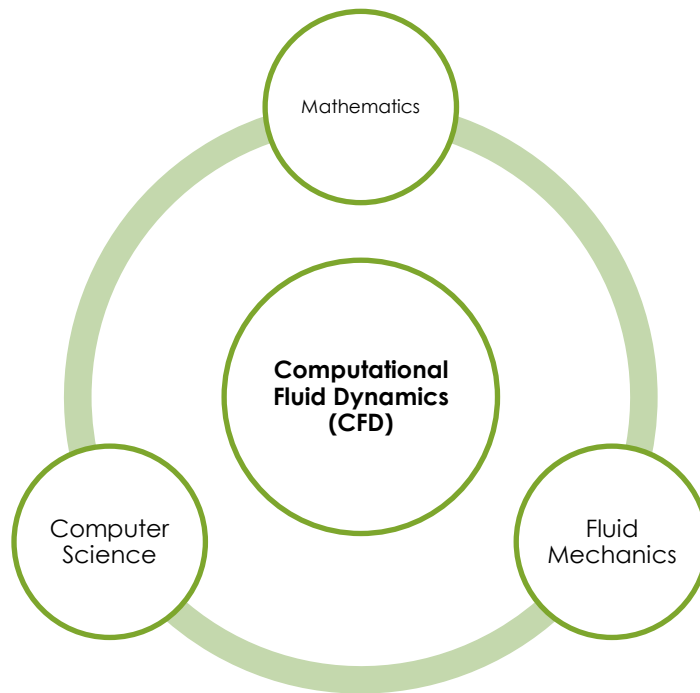 Mathematics
Computational
Fluid Dynamics
(CFD)
Computer
Science
Fluid
Mechanics